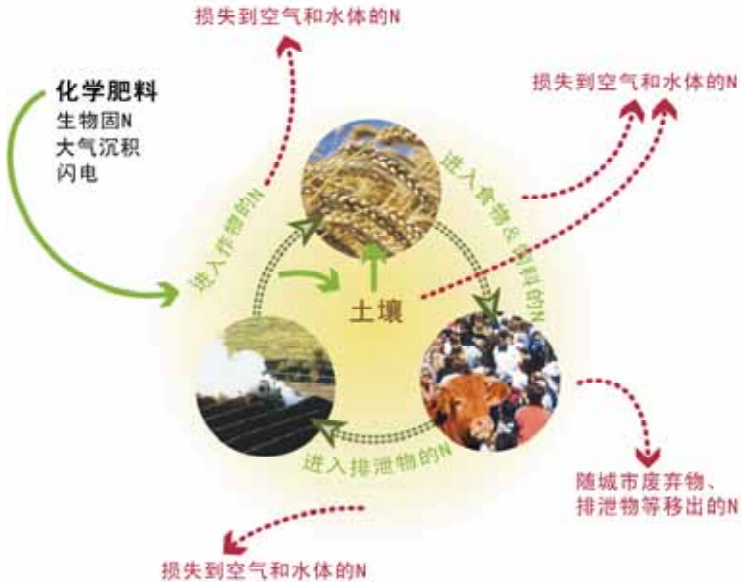 损失到空气和水体的N
损失到空气和水体的N
化学肥料
生物固N
大气沉积
闪电
进入作物的N
进入食物&饲料的N
土壤
进入排泄物的N
随城市废弃物、
排泄物等移出的N
损失到空气和水体的N